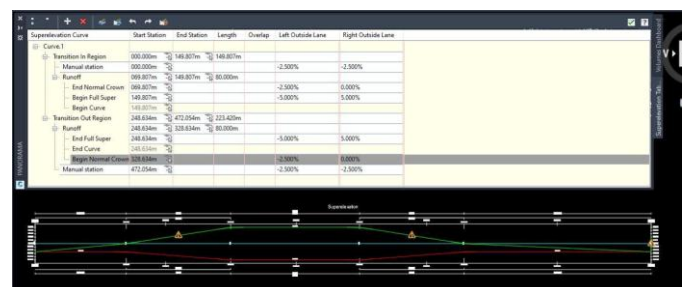 Superelevation Curve Start Station End Station Length Overlap Left Outside Lane Right Outside Lane
Curve.1
Transition In Region 000.000m 149.807m 149.807m
Manual station 000.000m -2.500% -2.500%
Runoff 069.807m 149.807m 80.000m
End Normal Crown 069.807m -2.500% 0.000%
Begin Full Super 149.807m -5.000% 5.000%
Begin Curve 149.807m
Transition Out Region 248.634m 472.054m 223.420m
Runoff 248.634m 328.634m 80.000m
End Full Super 248.634m -5.000% 5.000%
End Curve 248.634m
Begin Normal Crown 328.634m -2.500% 0.000%
Manual station 472.054m -2.500% -2.500%
PANORAMA
Volumes Dashboard
Superelevation Tab...
Superelevation